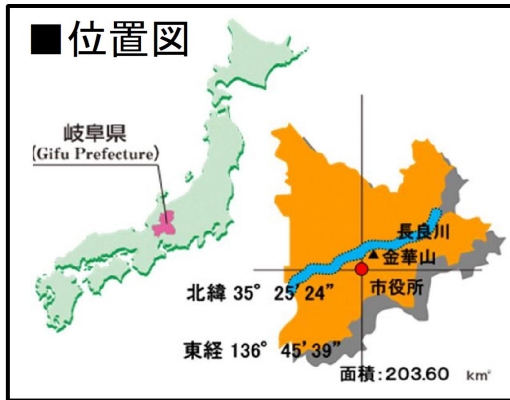 ■位置図
岐阜県
(Gifu Prefecture)
長良川
金華山
市役所
北緯 35° 25′ 24”
東経 136° 45′ 39”
面積:203.60 km²